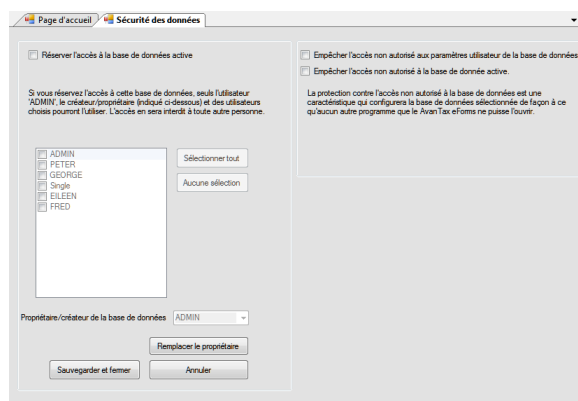 Page d'accueil
Sécurité des données
Réserver l'accès à la base de données active
Si vous réservez l'accès à cette base de données, seuls l'utilisateur
'ADMIN', le créateur/propriétaire (indiqué ci-dessous) et des utilisateurs
choisis pourront l'utiliser. L'accès en sera interdit à toute autre personne.
ADMIN
PETER
GEORGE
Single
EILEEN
FRED
Sélectionner tout
Aucune sélection
Propriétaire/créateur de la base de données
ADMIN
Remplacer le propriétaire
Sauvegarder et fermer
Annuler
Empêcher l'accès non autorisé aux paramètres utilisateur de la base de données
Empêcher l'accès non autorisé à la base de donnée active.
La protection contre l'accès non autorisé à la base de données est une
caractéristique qui configurera la base de données sélectionnée de façon à ce
qu'aucun autre programme que le AvanTax eForms ne puisse l'ouvrir.